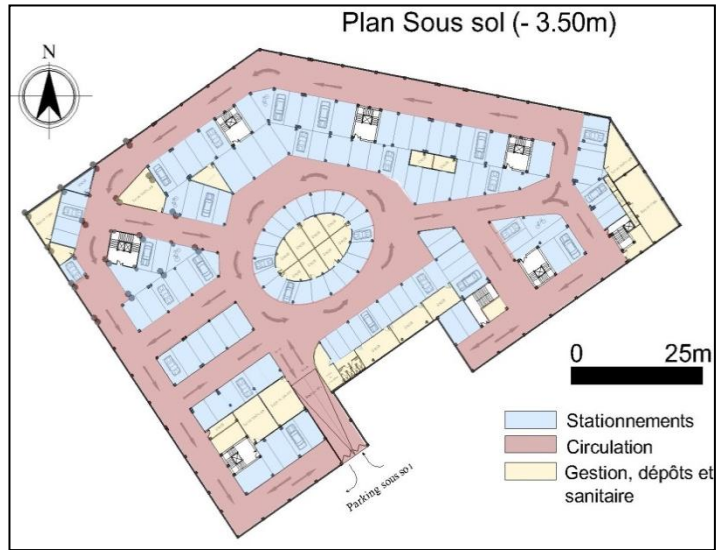 Plan Sous sol (- 3.50m)
N
0 25m
Stationnements
Circulation
Gestion, dépôts et
sanitaire
Parking sous sol